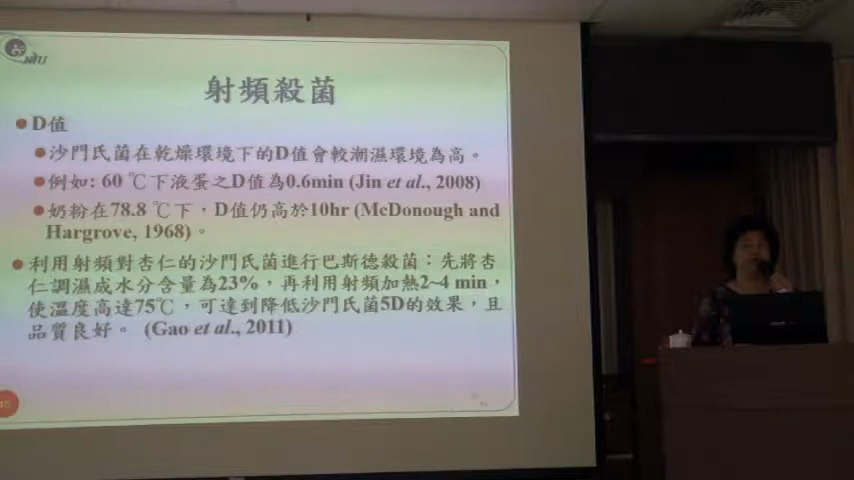 NIU
射頻殺菌
D值
沙門氏菌在乾燥環境下的D值會較潮濕環境為高。
例如: 60 ℃下液蛋之D值為0.6min (Jin et al., 2008)
奶粉在78.8 ℃下，D值仍高於10hr (McDonough and
Hargrove, 1968)。
利用射頻對杏仁的沙門氏菌進行巴斯德殺菌：先將杏
仁調濕成水分含量為23%，再利用射頻加熱2~4 min，
使溫度高達75℃，可達到降低沙門氏菌5D的效果，且
品質良好。 (Gao et al., 2011)